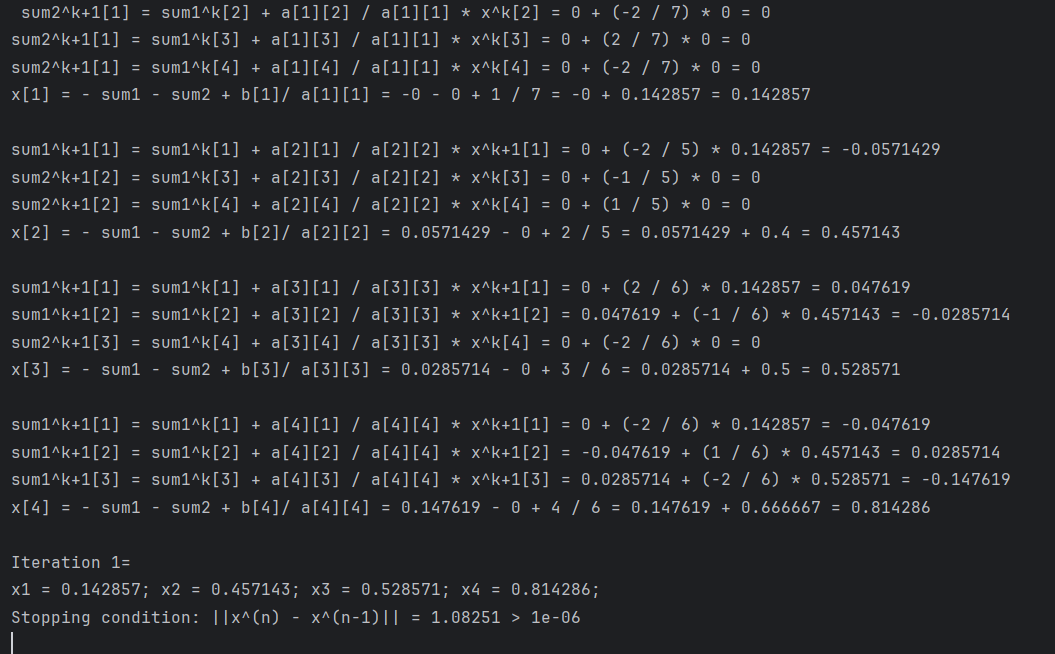 sum2^k+1[1] = sum1^k[2] + a[1][2] / a[1][1] * x^k[2] = 0 + (-2 / 7) * 0 = 0
sum2^k+1[1] = sum1^k[3] + a[1][3] / a[1][1] * x^k[3] = 0 + (2 / 7) * 0 = 0
sum2^k+1[1] = sum1^k[4] + a[1][4] / a[1][1] * x^k[4] = 0 + (-2 / 7) * 0 = 0
x[1] = - sum1 - sum2 + b[1]/ a[1][1] = -0 - 0 + 1 / 7 = -0 + 0.142857 = 0.142857
sum1^k+1[1] = sum1^k[1] + a[2][1] / a[2][2] * x^k+1[1] = 0 + (-2 / 5) * 0.142857 = -0.0571429
sum2^k+1[2] = sum1^k[3] + a[2][3] / a[2][2] * x^k[3] = 0 + (-1 / 5) * 0 = 0
sum2^k+1[2] = sum1^k[4] + a[2][4] / a[2][2] * x^k[4] = 0 + (1 / 5) * 0 = 0
x[2] = - sum1 - sum2 + b[2]/ a[2][2] = 0.0571429 - 0 + 2 / 5 = 0.0571429 + 0.4 = 0.457143
sum1^k+1[1] = sum1^k[1] + a[3][1] / a[3][3] * x^k+1[1] = 0 + (2 / 6) * 0.142857 = 0.047619
sum1^k+1[2] = sum1^k[2] + a[3][2] / a[3][3] * x^k+1[2] = 0.047619 + (-1 / 6) * 0.457143 = -0.0285714
sum2^k+1[3] = sum1^k[4] + a[3][4] / a[3][3] * x^k[4] = 0 + (-2 / 6) * 0 = 0
x[3] = - sum1 - sum2 + b[3]/ a[3][3] = 0.0285714 - 0 + 3 / 6 = 0.0285714 + 0.5 = 0.528571
sum1^k+1[1] = sum1^k[1] + a[4][1] / a[4][4] * x^k+1[1] = 0 + (-2 / 6) * 0.142857 = -0.047619
sum1^k+1[2] = sum1^k[2] + a[4][2] / a[4][4] * x^k+1[2] = -0.047619 + (1 / 6) * 0.457143 = 0.0285714
sum1^k+1[3] = sum1^k[3] + a[4][3] / a[4][4] * x^k+1[3] = 0.0285714 + (-2 / 6) * 0.528571 = -0.147619
x[4] = - sum1 - sum2 + b[4]/ a[4][4] = 0.147619 - 0 + 4 / 6 = 0.147619 + 0.666667 = 0.814286
Iteration 1=
x1 = 0.142857; x2 = 0.457143; x3 = 0.528571; x4 = 0.814286;
Stopping condition: ||x^(n) - x^(n-1)|| = 1.08251 > 1e-06